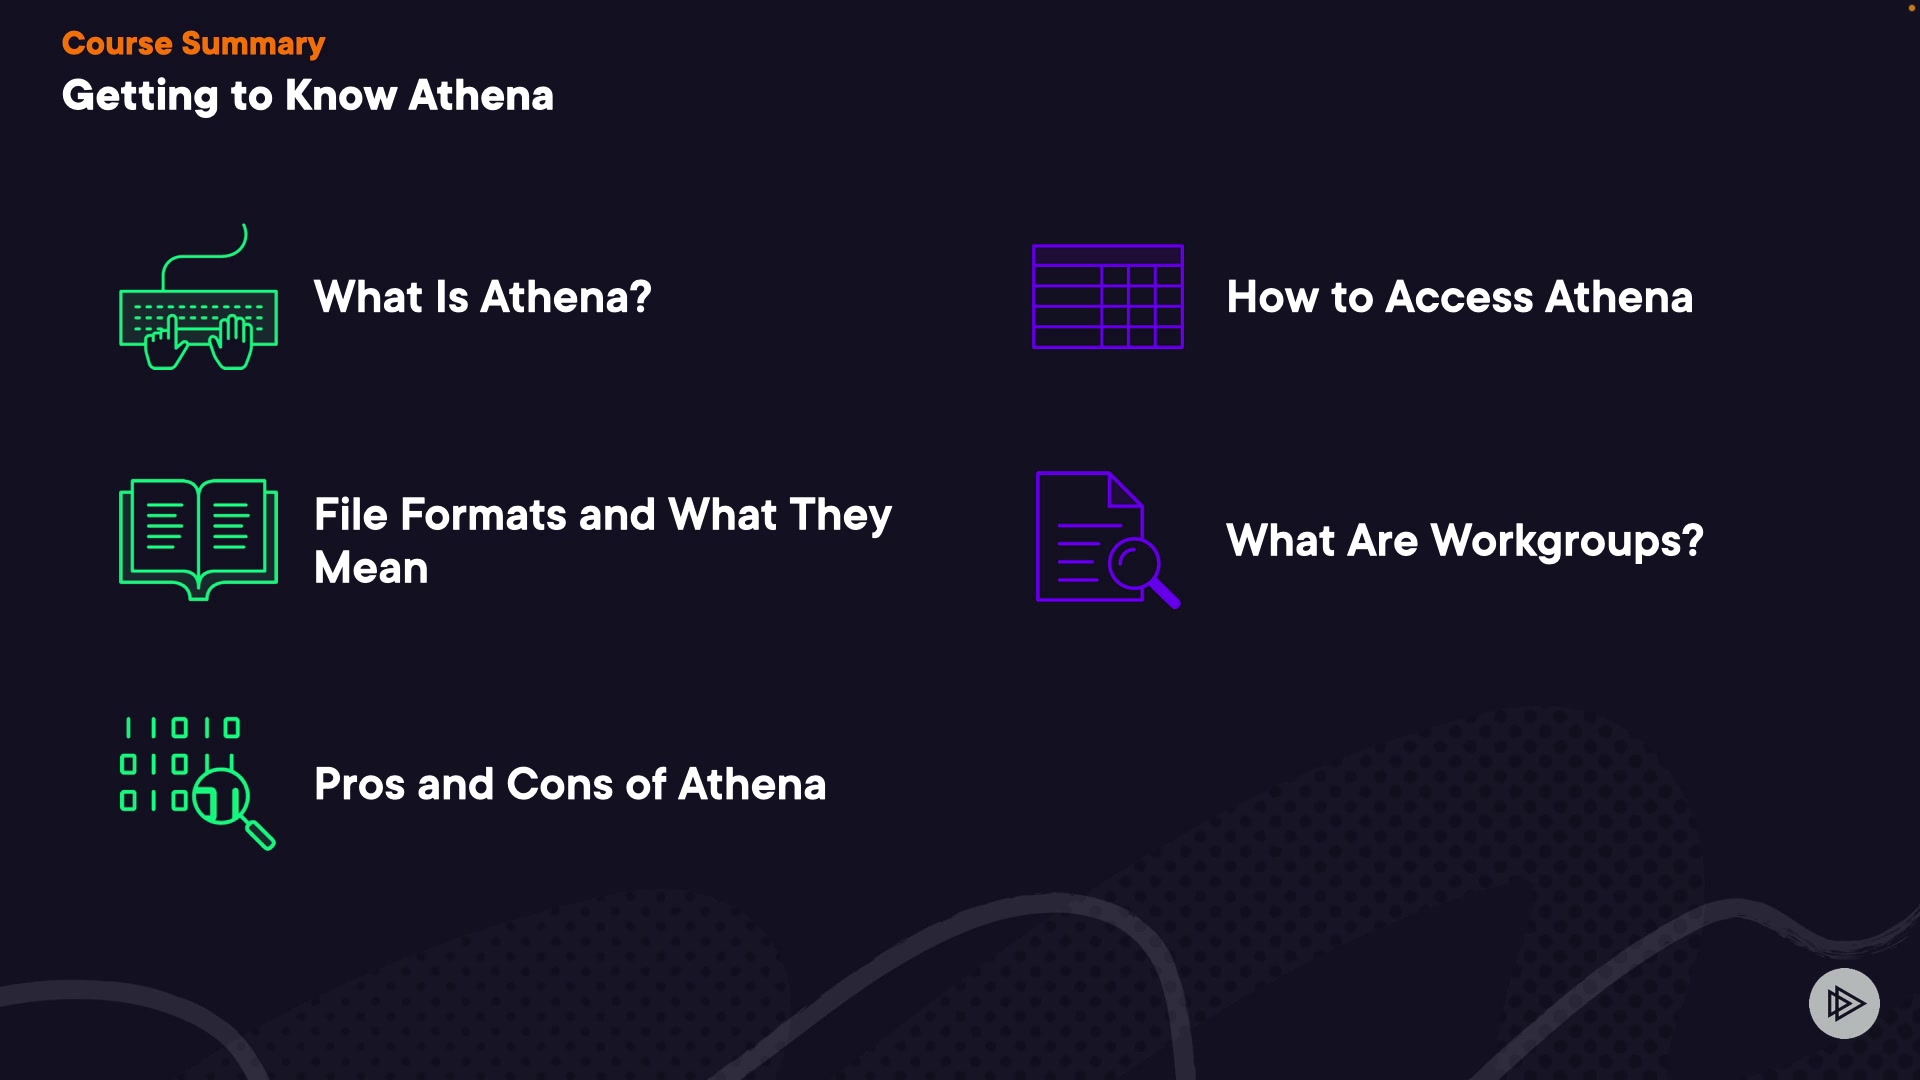 Course Summary
Getting to Know Athena
What Is Athena?
How to Access Athena
File Formats and What They
Mean
What Are Workgroups?
Pros and Cons of Athena